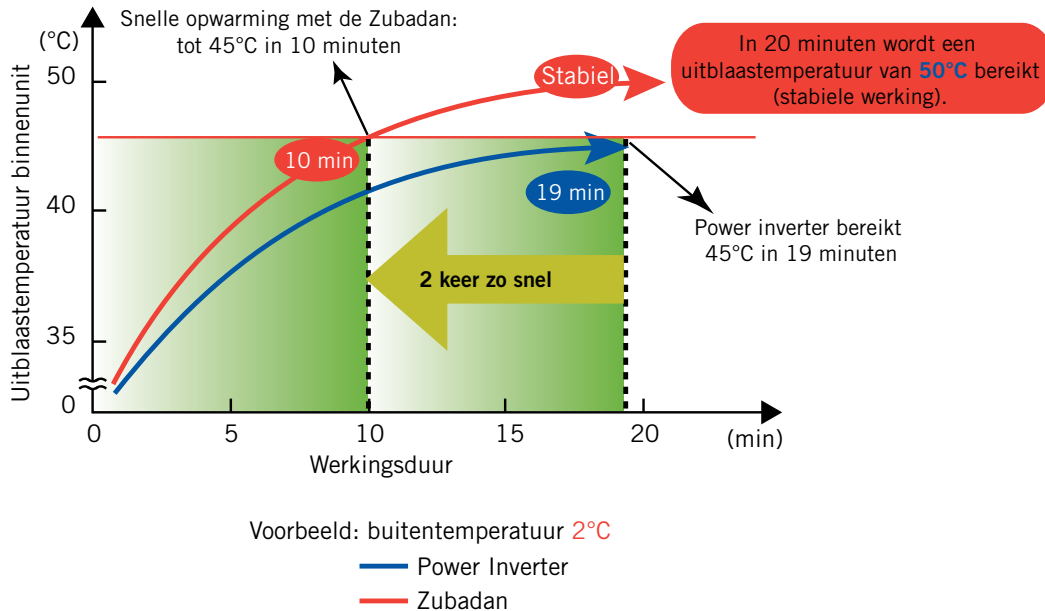 Snelle opwarming met de Zubadan:
tot 45°C in 10 minuten
(°C)
50
40
35
0
Uitblaastemperatuur binnenunit
Stabiel
In 20 minuten wordt een
uitblaastemperatuur van 50°C bereikt
(stabiele werking).
10 min
19 min
Power inverter bereikt
45°C in 19 minuten
2 keer zo snel
0
5
10
15
20
(min)
Werkingsduur
Voorbeeld: buitentemperatuur 2°C
Power Inverter
Zubadan